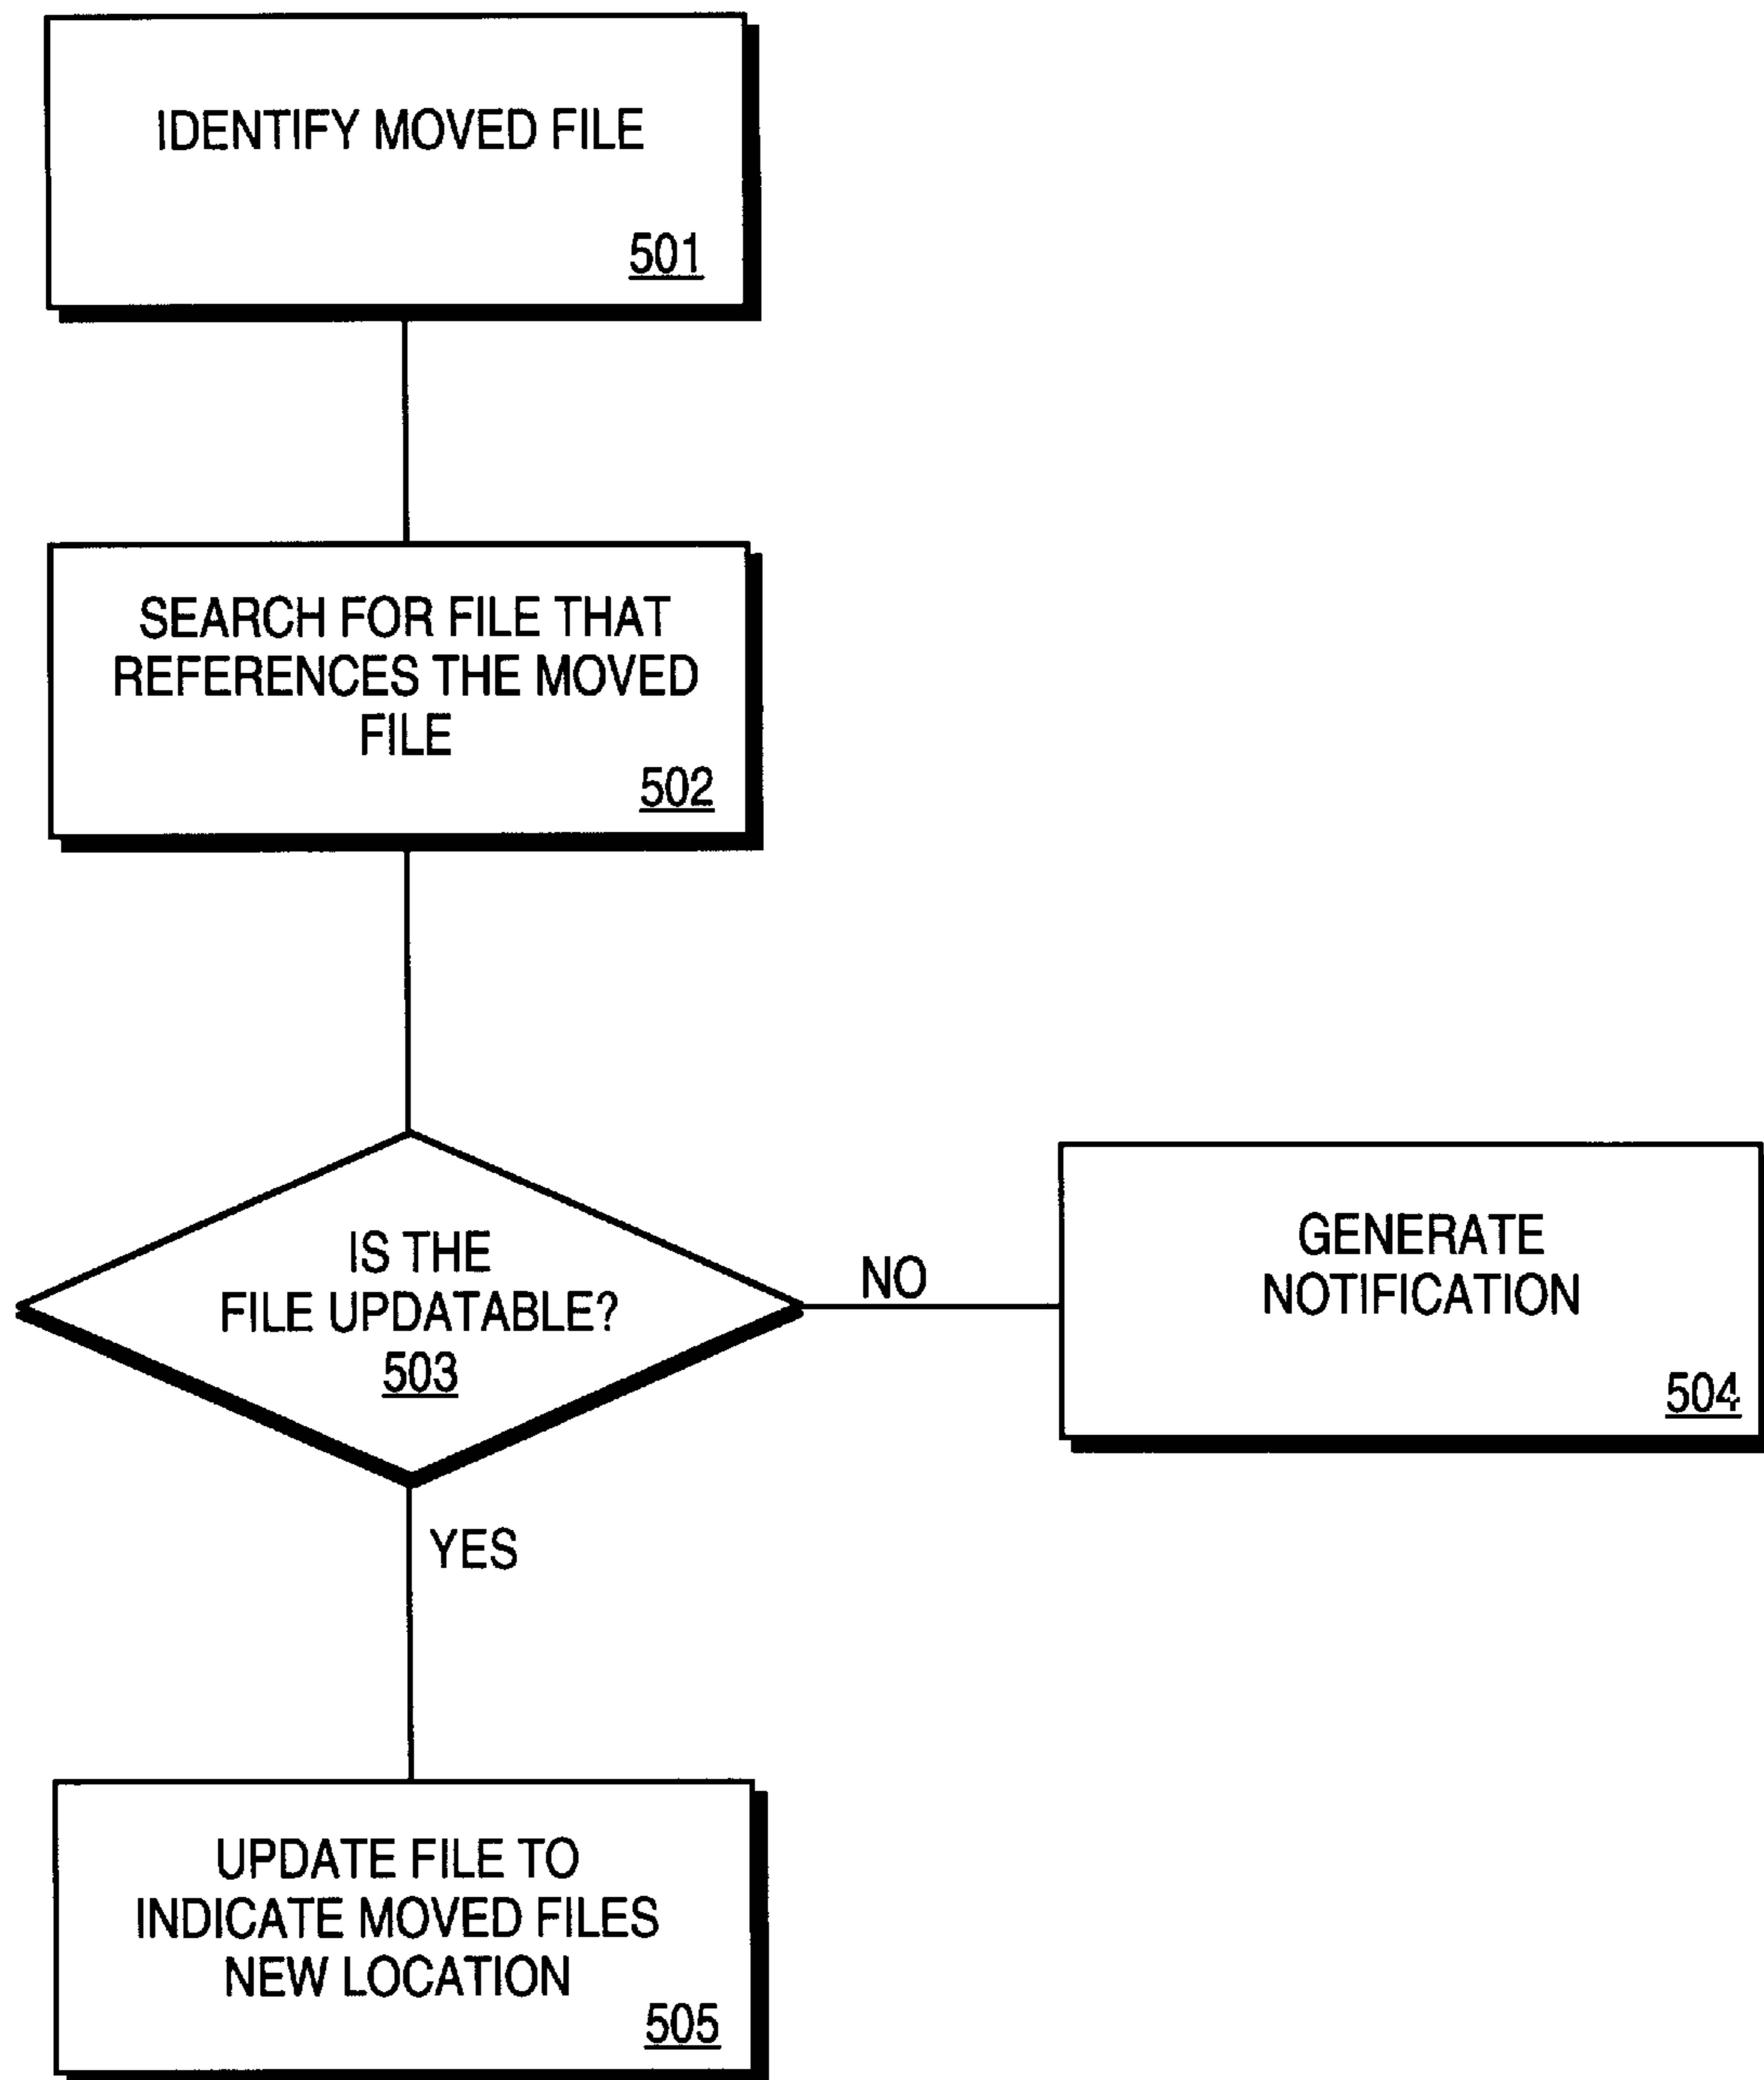 IDENTIFY MOVED FILE
501
SEARCH FOR FILE THAT
REFERENCES THE MOVED
FILE
502
IS THE
FILE UPDATABLE?
503
NO
GENERATE
NOTIFICATION
504
YES
UPDATE FILE TO
INDICATE MOVED FILES
NEW LOCATION
505